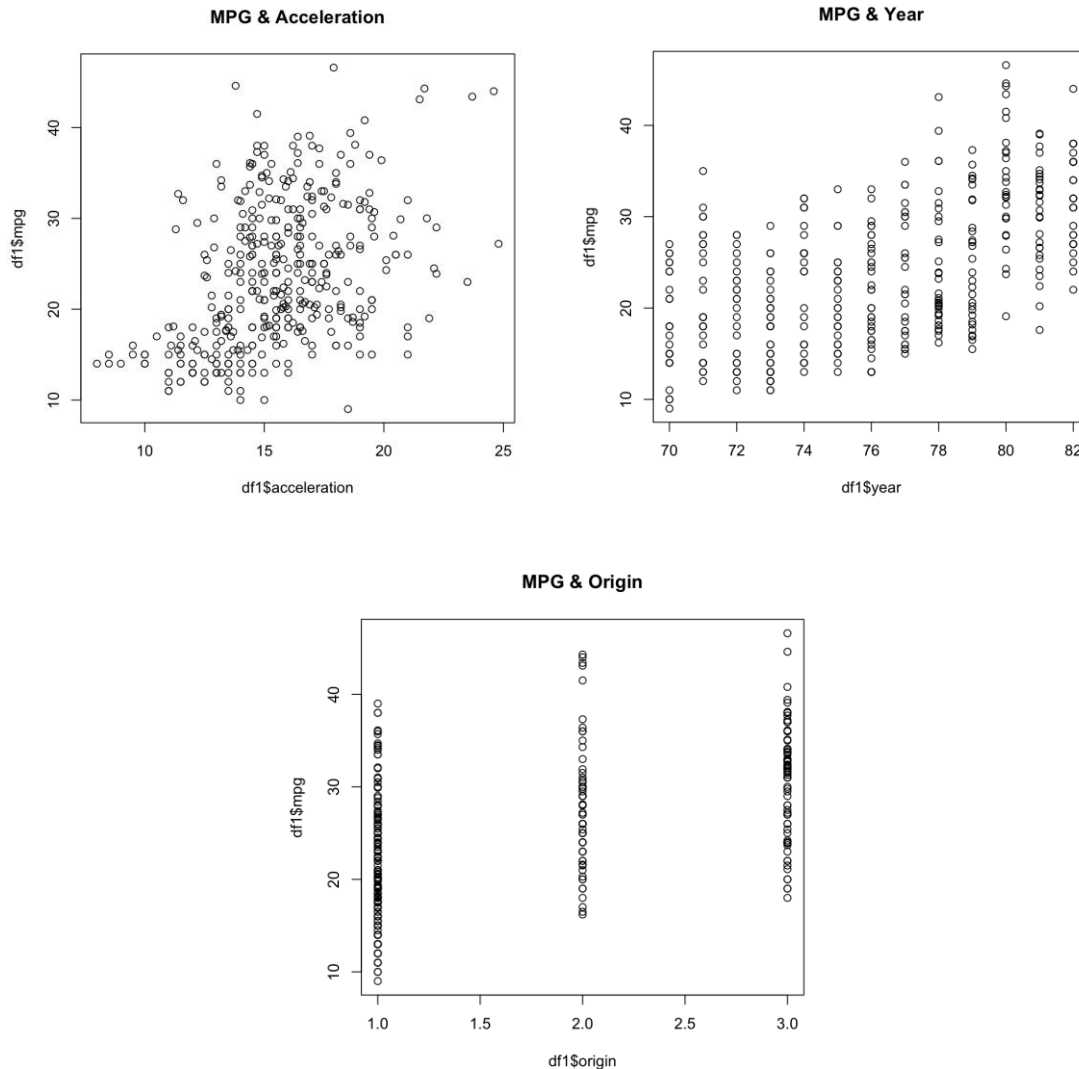 MPG & Acceleration
df1$mpg
40
30
20
10
10 15 20 25
df1$acceleration
MPG & Year
df1$mpg
40
30
20
10
70 72 74 76 78 80 82
df1$year
MPG & Origin
df1$mpg
40
30
20
10
1.0 1.5 2.0 2.5 3.0
df1$origin